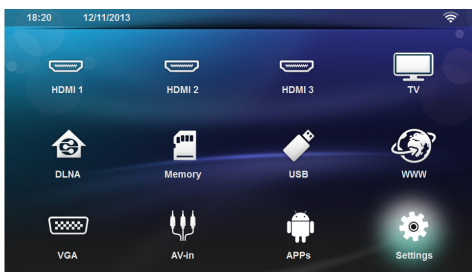 18:20 12/11/2013
HDMI 1 HDMI 2 HDMI 3 TV
DLNA Memory USB WWW
VGA AV-in APPs Settings